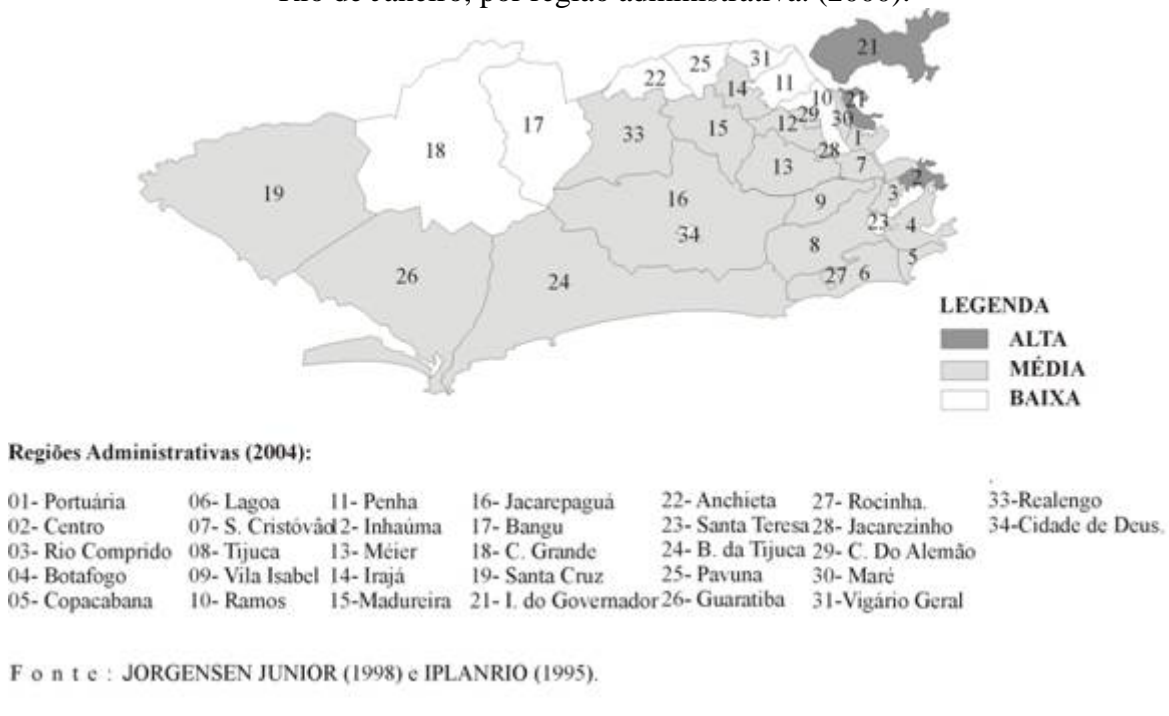 Rio de Janeiro, por região administrativa. (2000).
21
31
25
22
14
11
10
21
17
33
15
12
29
30
1
18
28
13
7
2
19
16
9
3
34
23
4
8
5
26
24
27
6
LEGENDA
ALTA
MÉDIA
BAIXA
Regiões Administrativas (2004):
01- Portuária 06- Lagoa 11- Penha 16- Jacarepaguá 22- Anchieta 27- Rocinha. 33-Realengo
02- Centro 07- S. Cristóvão12- Inhaúma 17- Bangu 23- Santa Teresa 28- Jacarezinho 34-Cidade de Deus.
03- Rio Comprido 08- Tijuca 13- Méier 18- C. Grande 24- B. da Tijuca 29- C. Do Alemão
04- Botafogo 09- Vila Isabel 14- Irajá 19- Santa Cruz 25- Pavuna 30- Maré
05- Copacabana 10- Ramos 15-Madureira 21- I. do Governador 26- Guaratiba 31-Vigário Geral
Fonte: JORGENSEN JUNIOR (1998) e IPLANRIO (1995).